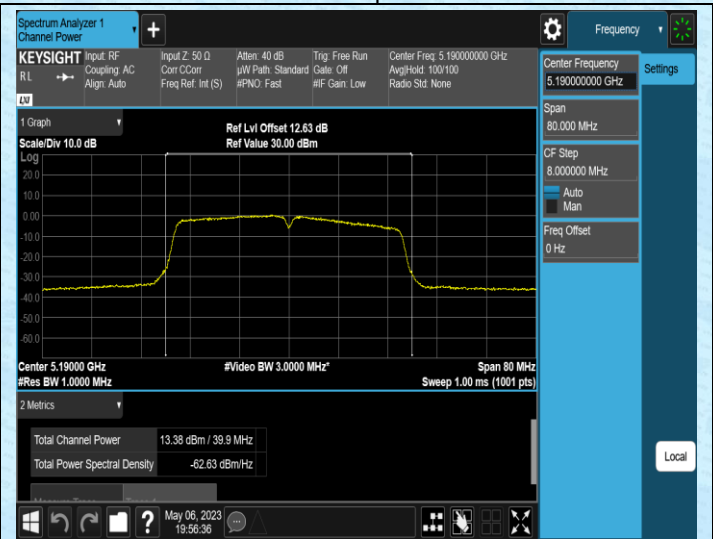 Spectrum Analyzer 1
Channel Power
+
Frequency
KEYSIGHT
Input: RF
Coupling: AC
Align: Auto
RL
LXI
Input Z: 50 Ω
Corr CCorr
Freq Ref: Int (S)
Atten: 40 dB
µW Path: Standard
#PNO: Fast
Trig: Free Run
Gate: Off
#IF Gain: Low
Center Freq: 5.190000000 GHz
Avg|Hold: 100/100
Radio Std: None
Center Frequency
5.190000000 GHz
Settings
Span
80.000 MHz
CF Step
8.000000 MHz
Auto
Man
Freq Offset
0 Hz
Local
1 Graph
Scale/Div 10.0 dB
Ref Lvl Offset 12.63 dB
Ref Value 30.00 dBm
Log
20.0
10.0
0.00
-10.0
-20.0
-30.0
-40.0
-50.0
-60.0
Center 5.19000 GHz
#Video BW 3.0000 MHz*
Span 80 MHz
#Res BW 1.0000 MHz
Sweep 1.00 ms (1001 pts)
2 Metrics
Total Channel Power 13.38 dBm / 39.9 MHz
Total Power Spectral Density -62.63 dBm/Hz
?
May 06, 2023
19:56:36